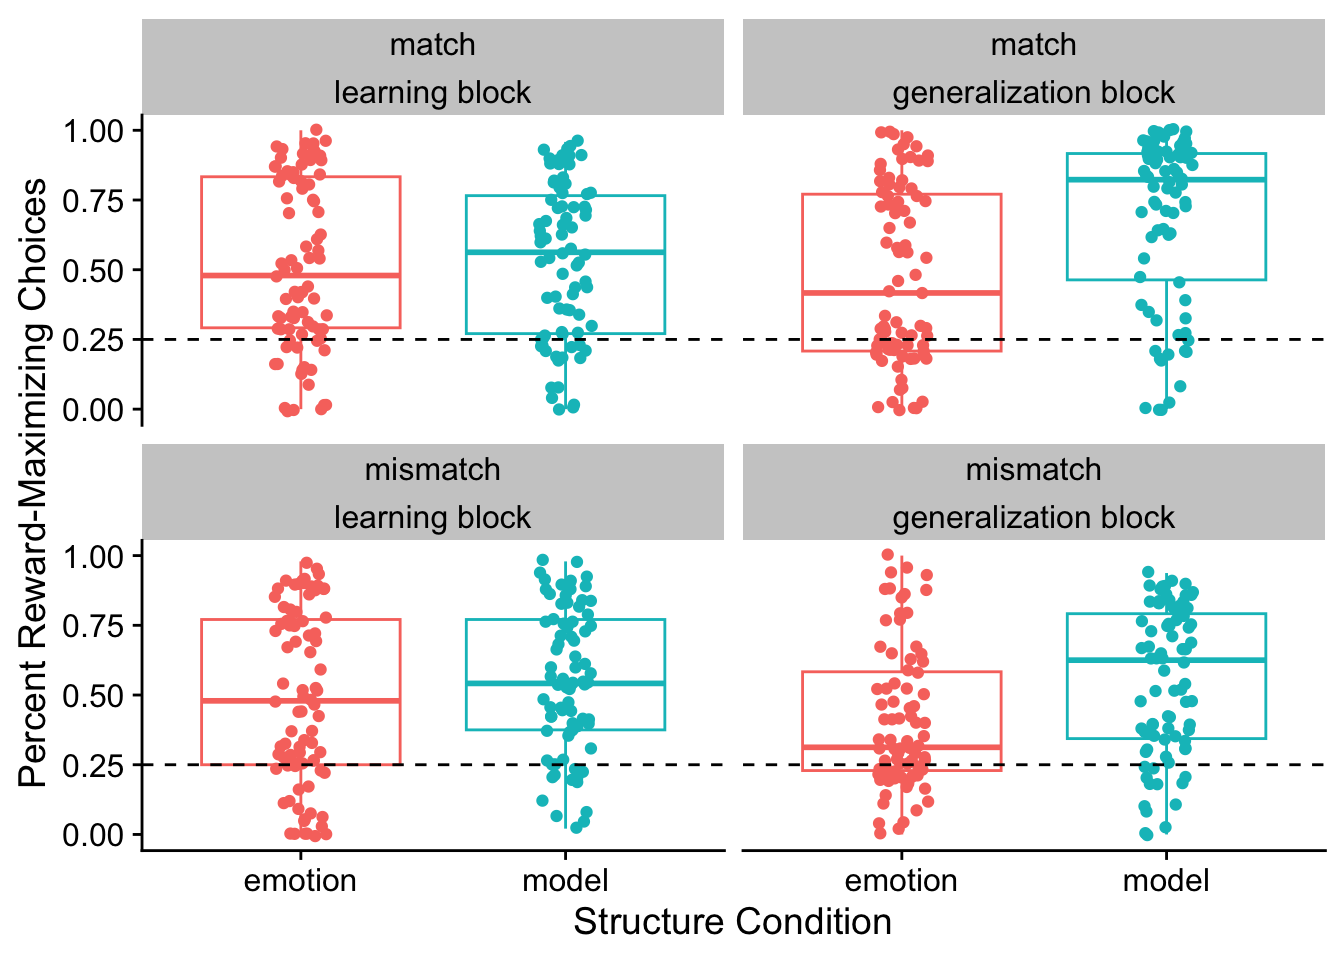 match
learning block
match
generalization block
1.00
0.75
0.50
0.25
0.00
mismatch
learning block
mismatch
generalization block
1.00
0.75
0.50
0.25
0.00
emotion
model
emotion
model
Structure Condition
Percent Reward-Maximizing Choices